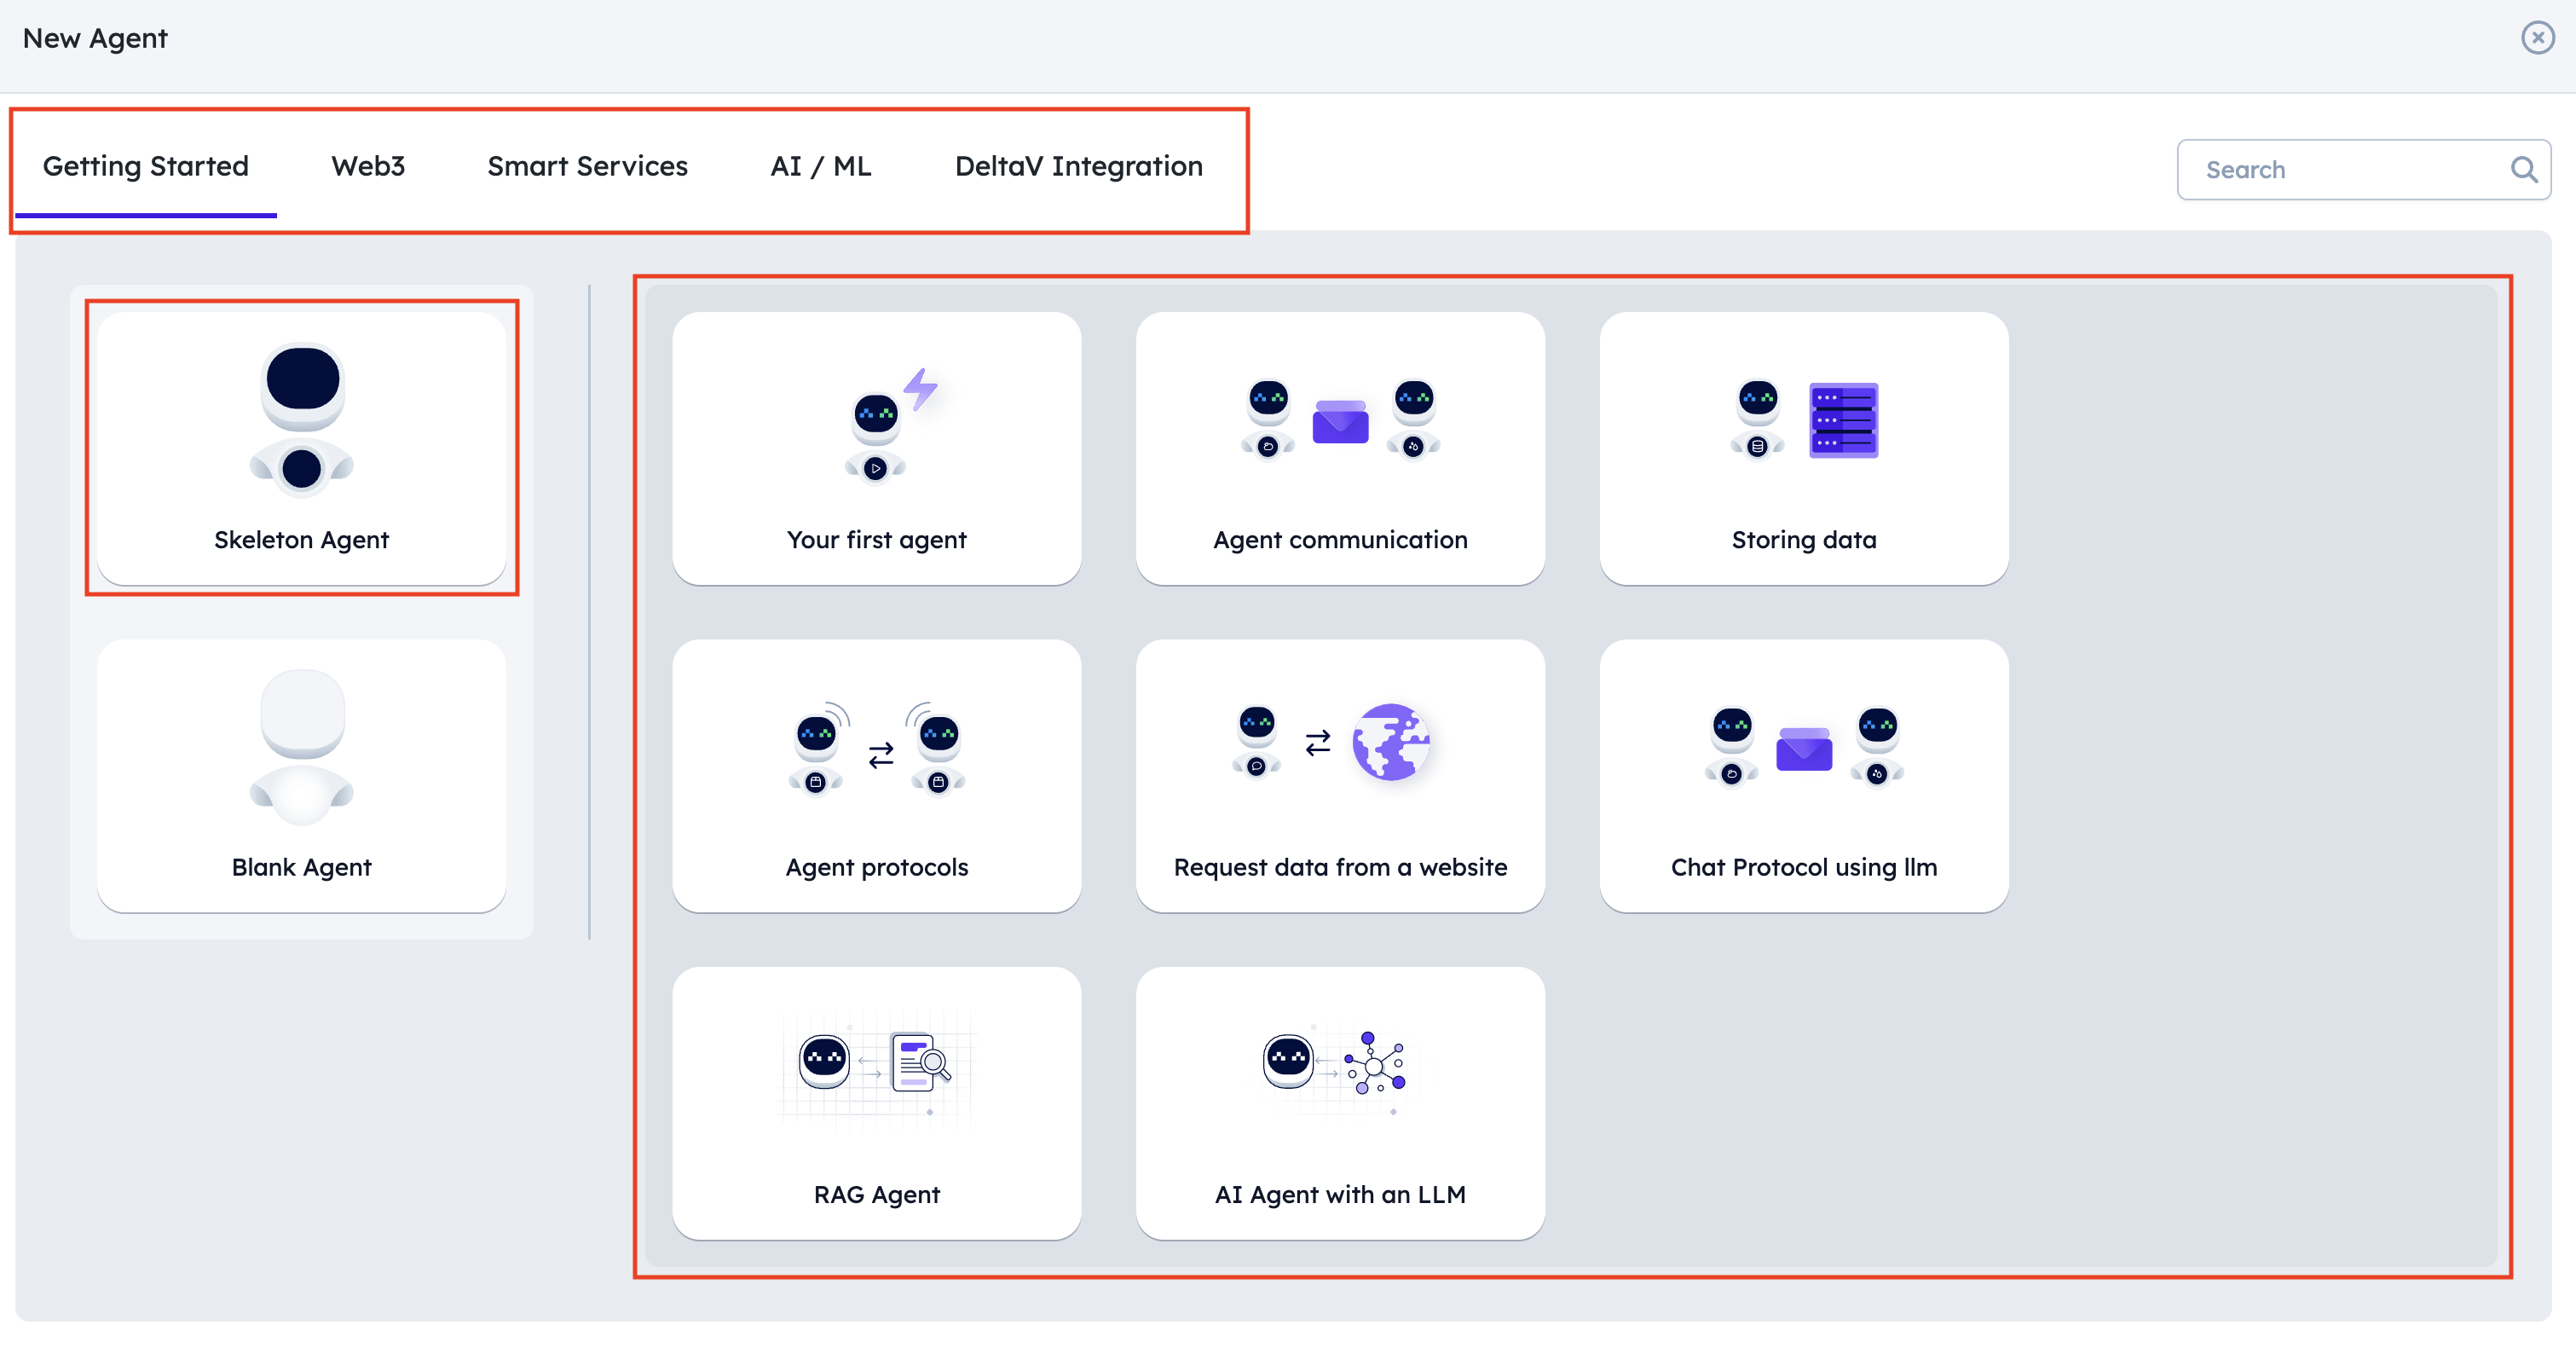 New Agent
Getting Started
Web3
Smart Services
AI / ML
DeltaV Integration
Search
Skeleton Agent
Blank Agent
Your first agent
Agent communication
Storing data
Agent protocols
Request data from a website
Chat Protocol using llm
RAG Agent
AI Agent with an LLM